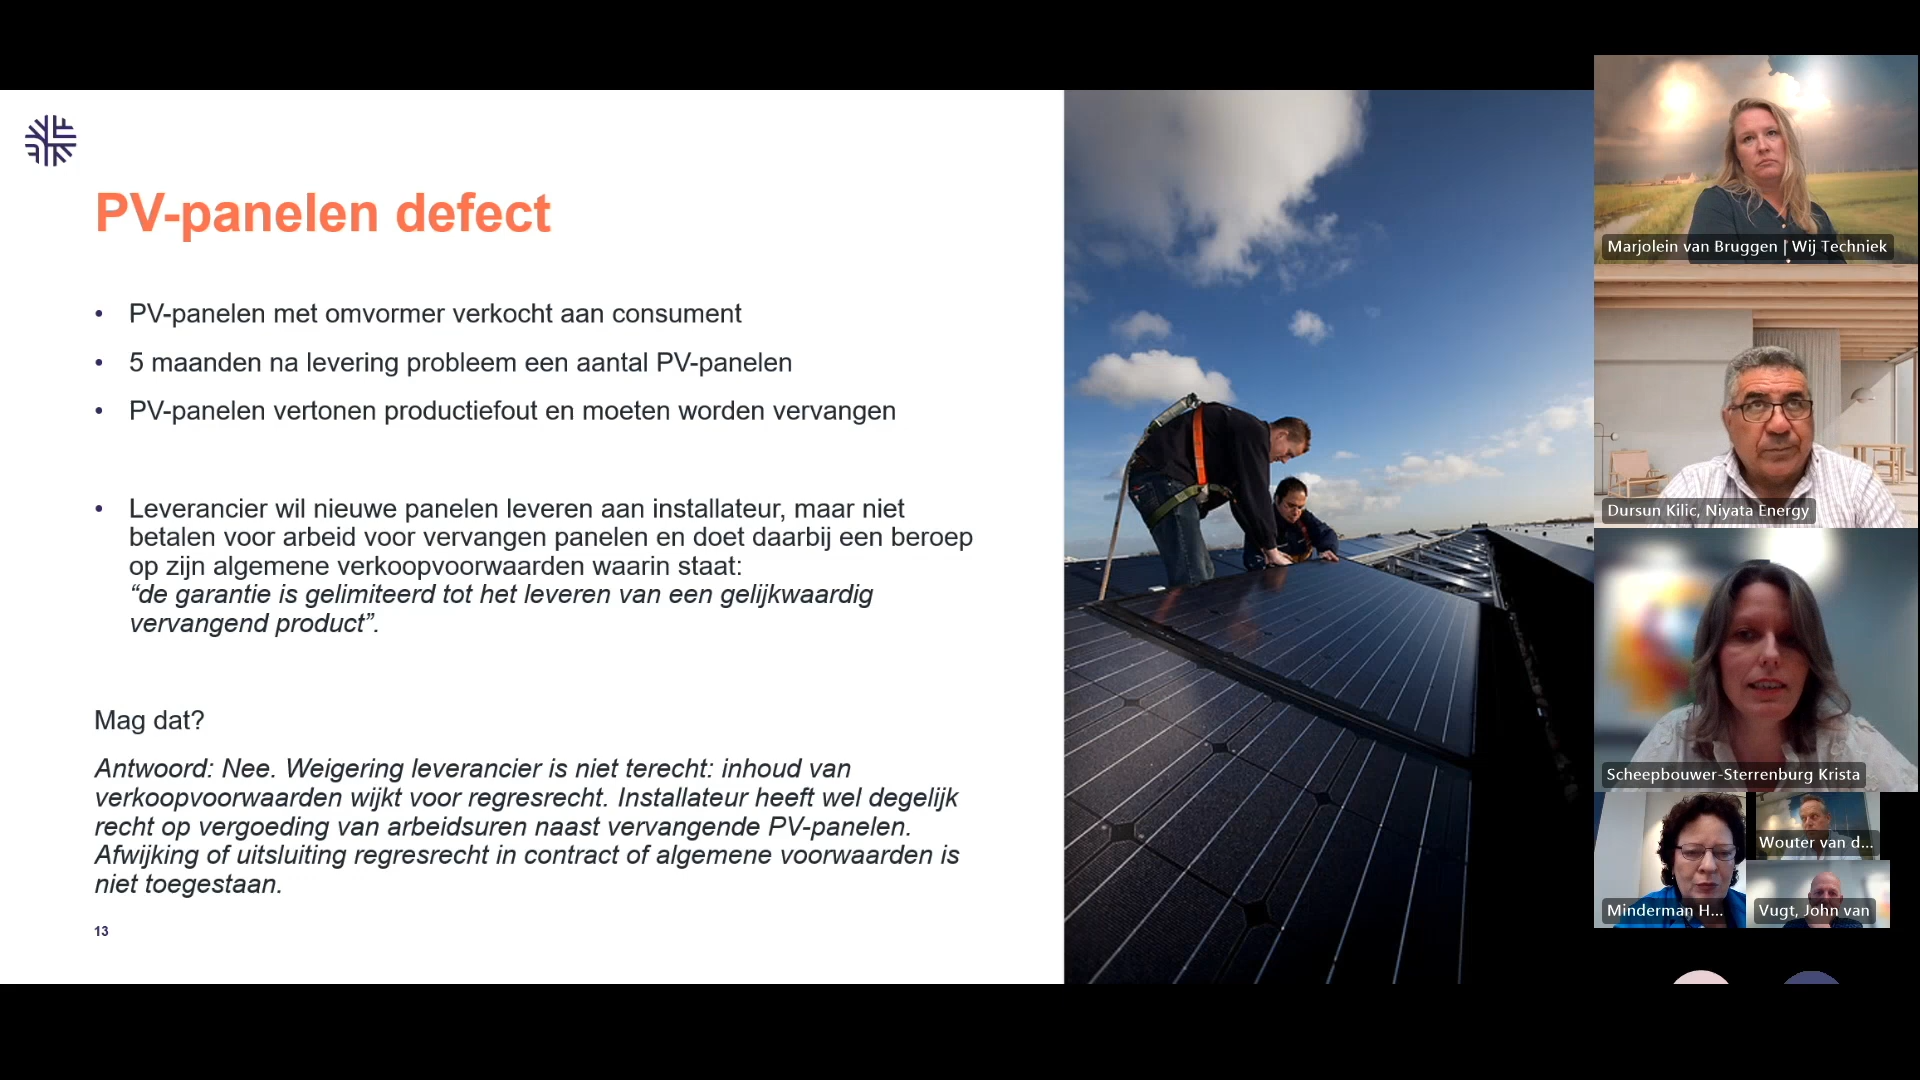 PV-panelen defect
• PV-panelen met omvormer verkocht aan consument
• 5 maanden na levering probleem een aantal PV-panelen
• PV-panelen vertonen productiefout en moeten worden vervangen
• Leverancier wil nieuwe panelen leveren aan installateur, maar niet
betalen voor arbeid voor vervangen panelen en doet daarbij een beroep
op zijn algemene verkoopvoorwaarden waarin staat:
“de garantie is gelimiteerd tot het leveren van een gelijkwaardig
vervangend product”.
Mag dat?
Antwoord: Nee. Weigering leverancier is niet terecht: inhoud van
verkoopvoorwaarden wijkt voor regresrecht. Installateur heeft wel degelijk
recht op vergoeding van arbeidsuren naast vervangende PV-panelen.
Afwijking of uitsluiting regresrecht in contract of algemene voorwaarden is
niet toegestaan.
13
Marjolein van Bruggen | Wij Techniek
Dursun Kilic, Niyata Energy
Scheepbouwer-Sterrenburg Krista
Minderman H...
Wouter van d...
Vugt, John van